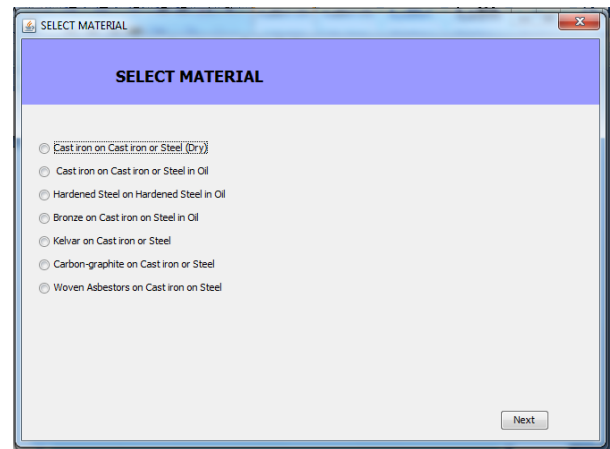 SELECT MATERIAL
SELECT MATERIAL
Cast iron on Cast iron or Steel (Dry)
Cast iron on Cast iron or Steel in Oil
Hardened Steel on Hardened Steel in Oil
Bronze on Cast iron on Steel in Oil
Kelvar on Cast iron or Steel
Carbon-graphite on Cast iron or Steel
Woven Asbestors on Cast iron on Steel
Next